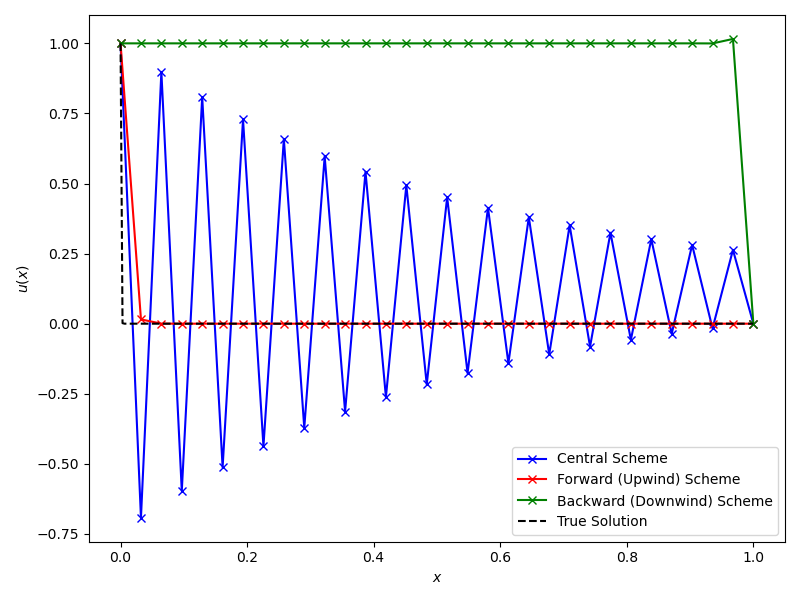 1.00
0.75
0.50
0.25
0.00
−0.25
−0.50
−0.75
u(x)
0.0 0.2 0.4 0.6 0.8 1.0
x
Central Scheme
Forward (Upwind) Scheme
Backward (Downwind) Scheme
True Solution